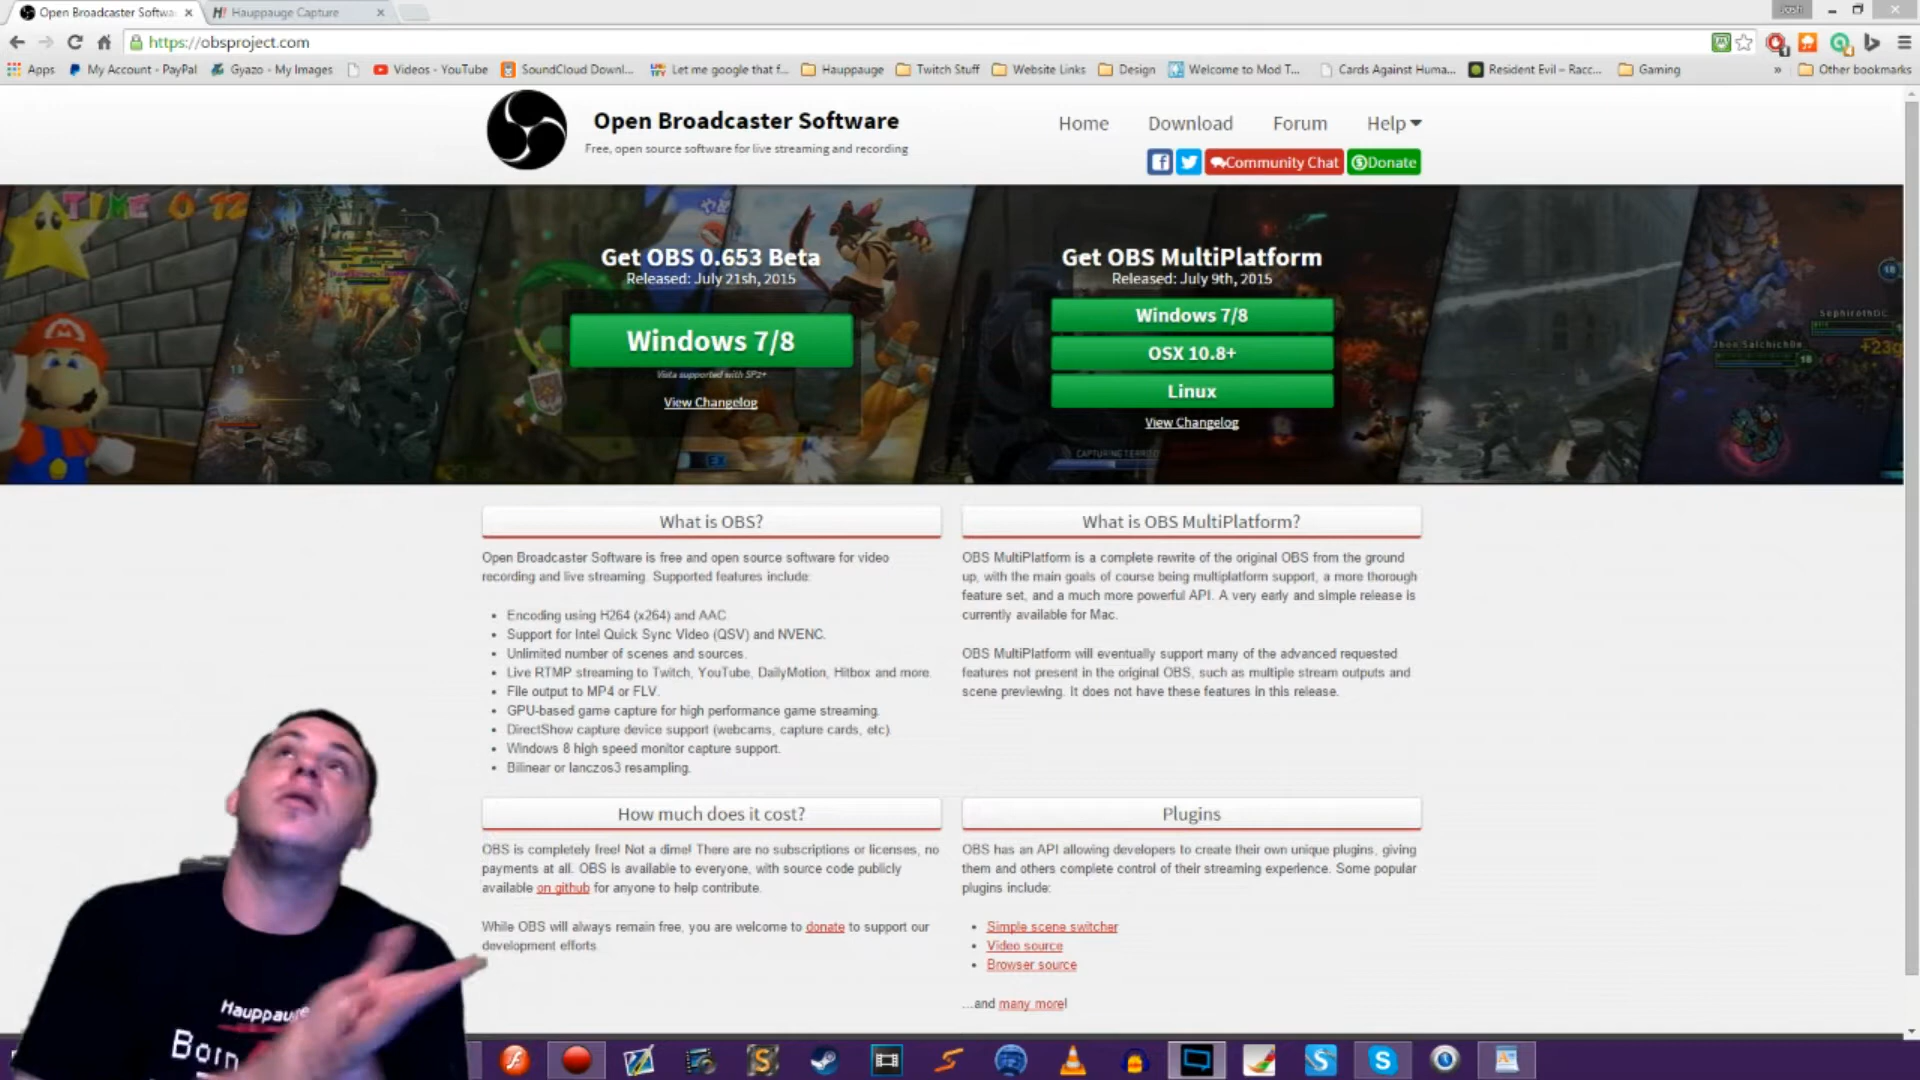 Open Broadcaster Softwa
Hauppauge Capture
Josh
https://obsproject.com
Apps
My Account - PayPal
Gyazo - My Images
Videos - YouTube
SoundCloud Downl...
Let me google that f...
Hauppauge
Twitch Stuff
Website Links
Design
Welcome to Mod T...
Cards Against Huma...
Resident Evil – Racc...
Gaming
»
Other bookmarks
Open Broadcaster Software
Free, open source software for live streaming and recording
Home
Download
Forum
Help
Community Chat
Donate
TIME 0 12
Get OBS 0.653 Beta
Released: July 21sh, 2015
Windows 7/8
Vista supported with SP2+
View Changelog
Get OBS MultiPlatform
Released: July 9th, 2015
Windows 7/8
OSX 10.8+
Linux
View Changelog
18
EX
18
+23g
What is OBS?
Open Broadcaster Software is free and open source software for video
recording and live streaming. Supported features include:
• Encoding using H264 (x264) and AAC.
• Support for Intel Quick Sync Video (QSV) and NVENC.
• Unlimited number of scenes and sources.
• Live RTMP streaming to Twitch, YouTube, DailyMotion, Hitbox and more.
• File output to MP4 or FLV.
• GPU-based game capture for high performance game streaming.
• DirectShow capture device support (webcams, capture cards, etc).
• Windows 8 high speed monitor capture support.
• Bilinear or lanczos3 resampling.
What is OBS MultiPlatform?
OBS MultiPlatform is a complete rewrite of the original OBS from the ground
up, with the main goals of course being multiplatform support, a more thorough
feature set, and a much more powerful API. A very early and simple release is
currently available for Mac.
OBS MultiPlatform will eventually support many of the advanced requested
features not present in the original OBS, such as multiple stream outputs and
scene previewing. It does not have these features in this release.
How much does it cost?
OBS is completely free! Not a dime! There are no subscriptions or licenses, no
payments at all. OBS is available to everyone, with source code publicly
available on github for anyone to help contribute.
While OBS will always remain free, you are welcome to donate to support our
development efforts.
Plugins
OBS has an API allowing developers to create their own unique plugins, giving
them and others complete control of their streaming experience. Some popular
plugins include:
• Simple scene switcher
• Video source
• Browser source
...and many more!
Hauppauge
Born